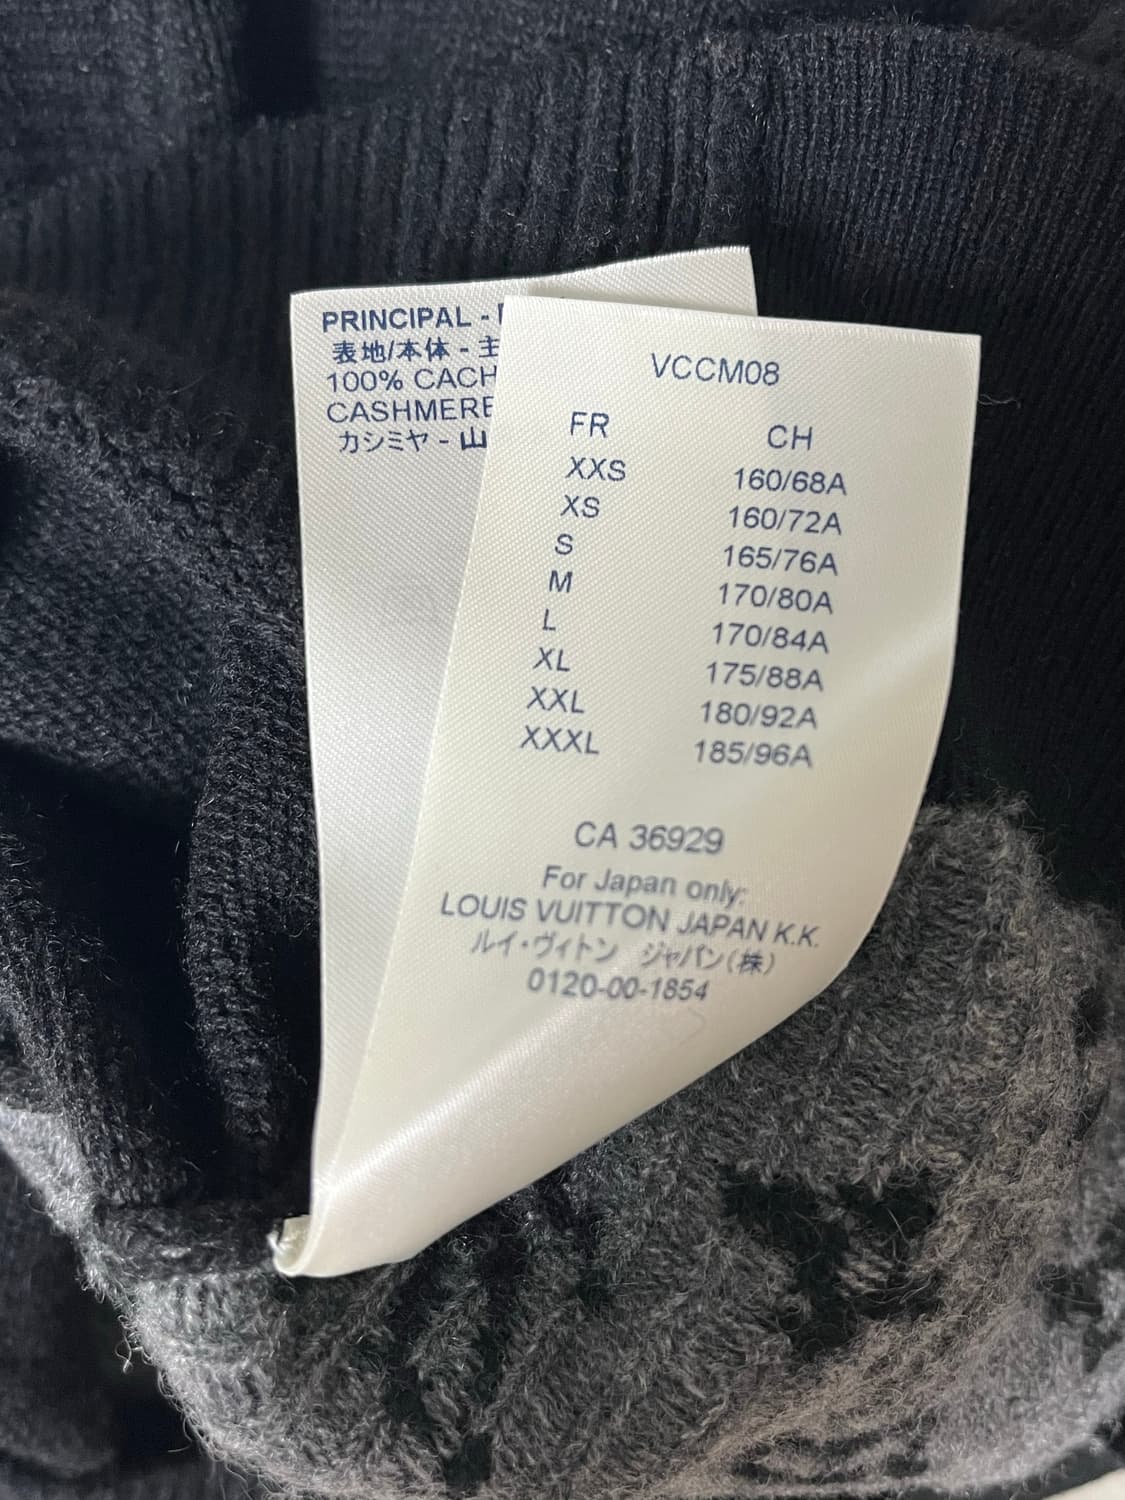 PRINCIPAL -
表地/本体 - 主
100% CACH
CASHMERE
カシミヤ - 山
VCCM08
FR CH
XXS 160/68A
XS 160/72A
S 165/76A
M 170/80A
L 170/84A
XL 175/88A
XXL 180/92A
XXXL 185/96A
CA 36929
For Japan only:
LOUIS VUITTON JAPAN K.K.
ルイ・ヴィトン ジャパン(株)
0120-00-1854